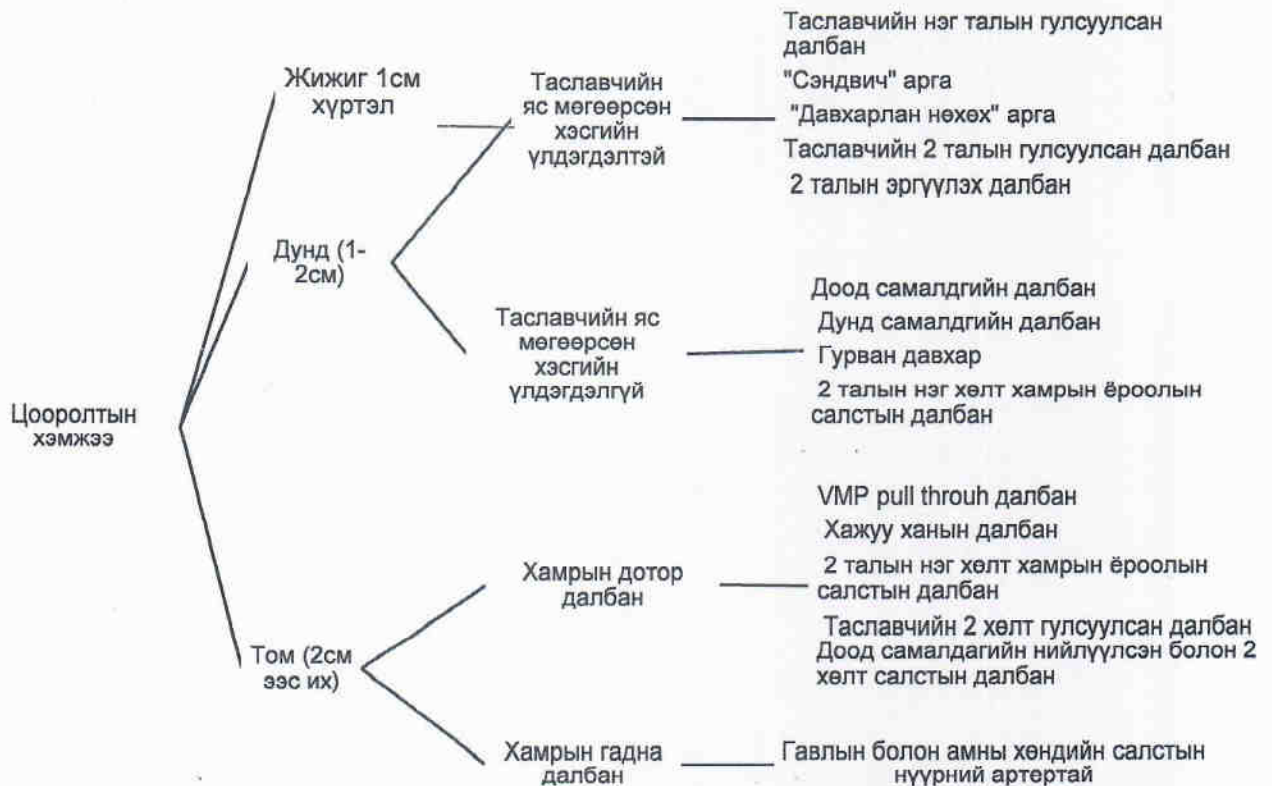 Цооролтын
хэмжээ
Жижиг 1см
хүртэл
Таславчийн
яс мөгөөрсөн
хэсгийн
үлдэгдэлтэй
Таславчийн нэг талын гулсуулсан
далбан
"Сэндвич" арга
"Давхарлан нөхөх" арга
Таславчийн 2 талын гулсуулсан далбан
2 талын эргүүлэх далбан
Дунд (1-
2см)
Таславчийн яс
мөгөөрсөн
хэсгийн
үлдэгдэлгүй
Доод самалдгийн далбан
Дунд самалдгийн далбан
Гурван давхар
2 талын нэг хөлт хамрын ёроолын
салстын далбан
Том (2см
ээс их)
Хамрын дотор
далбан
VMP pull throuh далбан
Хажуу ханын далбан
2 талын нэг хөлт хамрын ёроолын
салстын далбан
Таславчийн 2 хөлт гулсуулсан далбан
Доод самалдагийн нийлүүлсэн болон 2
хөлт салстын далбан
Хамрын гадна
далбан
Гавлын болон амны хөндийн салстын
нүүрний артертай